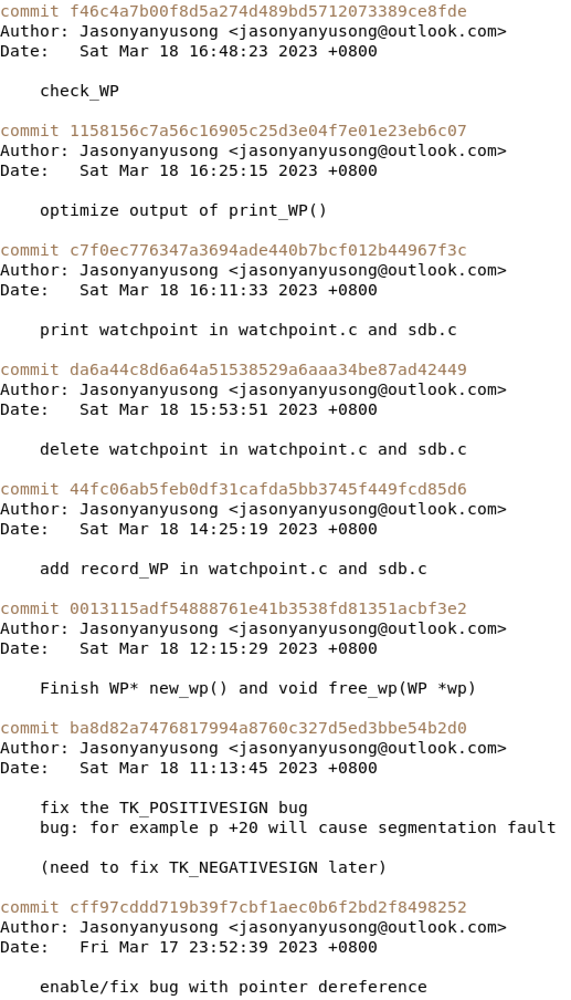 commit f46c4a7b00f8d5a274d489bd5712073389ce8fde
Author: Jasonyanyusong <jasonyanyusong@outlook.com>
Date:   Sat Mar 18 16:48:23 2023 +0800
    check_WP
commit 1158156c7a56c16905c25d3e04f7e01e23eb6c07
Author: Jasonyanyusong <jasonyanyusong@outlook.com>
Date:   Sat Mar 18 16:25:15 2023 +0800
    optimize output of print_WP()
commit c7f0ec776347a3694ade440b7bcf012b44967f3c
Author: Jasonyanyusong <jasonyanyusong@outlook.com>
Date:   Sat Mar 18 16:11:33 2023 +0800
    print watchpoint in watchpoint.c and sdb.c
commit da6a44c8d6a64a51538529a6aaa34be87ad42449
Author: Jasonyanyusong <jasonyanyusong@outlook.com>
Date:   Sat Mar 18 15:53:51 2023 +0800
    delete watchpoint in watchpoint.c and sdb.c
commit 44fc06ab5feb0df31cafda5bb3745f449fcd85d6
Author: Jasonyanyusong <jasonyanyusong@outlook.com>
Date:   Sat Mar 18 14:25:19 2023 +0800
    add record_WP in watchpoint.c and sdb.c
commit 0013115adf54888761e41b3538fd81351acbf3e2
Author: Jasonyanyusong <jasonyanyusong@outlook.com>
Date:   Sat Mar 18 12:15:29 2023 +0800
    Finish WP* new_wp() and void free_wp(WP *wp)
commit ba8d82a7476817994a8760c327d5ed3bbe54b2d0
Author: Jasonyanyusong <jasonyanyusong@outlook.com>
Date:   Sat Mar 18 11:13:45 2023 +0800
    fix the TK_POSITIVESIGN bug
    bug: for example p +20 will cause segmentation fault
    (need to fix TK_NEGATIVESIGN later)
commit cff97cddd719b39f7cbf1aec0b6f2bd2f8498252
Author: Jasonyanyusong <jasonyanyusong@outlook.com>
Date:   Fri Mar 17 23:52:39 2023 +0800
    enable/fix bug with pointer dereference